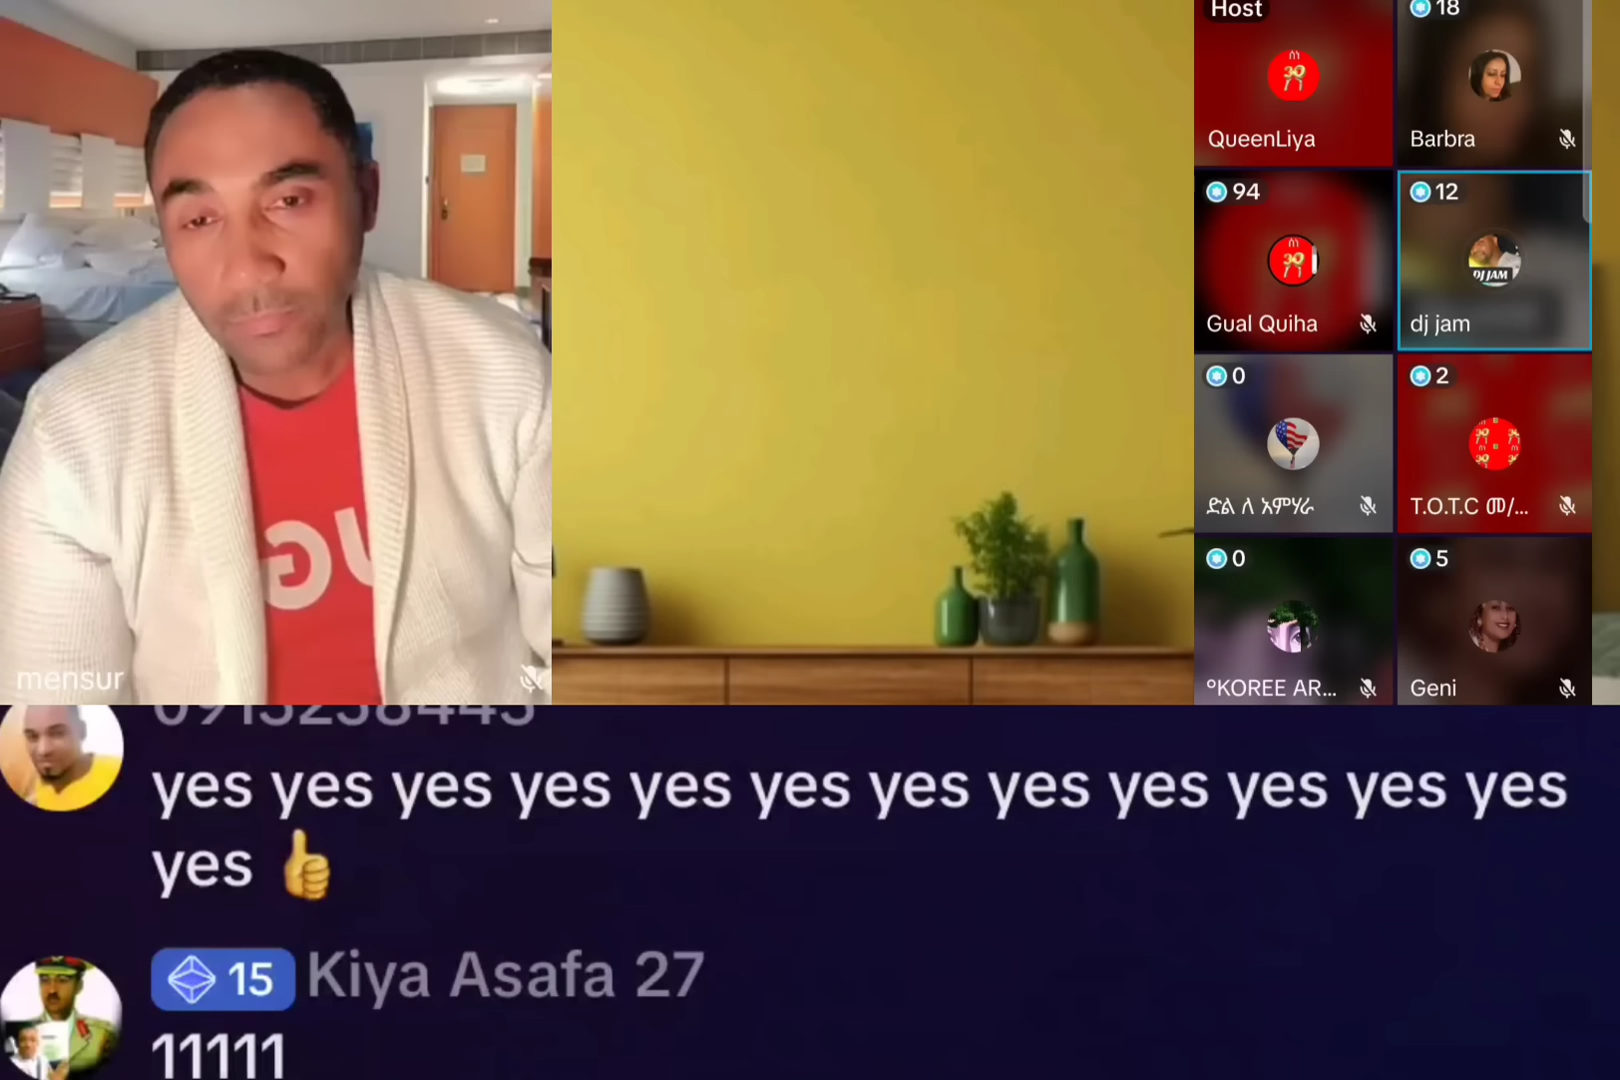 Host
18
QueenLiya
Barbra
94
12
DJ JAM
Gual Quiha
dj jam
0
2
ድል ለ አምሃራ
T.O.T.C መ/...
0
5
°KOREE AR...
Geni
mensur
yes yes yes yes yes yes yes yes yes yes yes yes
yes 👍
15 Kiya Asafa 27
11111